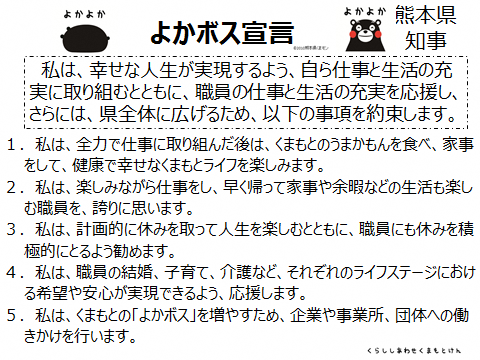 よかよか
よかボス宣言
よかよか
熊本県
知事
私は、幸せな人生が実現するよう、自ら仕事と生活の充
実に取り組むとともに、職員の仕事と生活の充実を応援し、
さらには、県全体に広げるため、以下の事項を約束します。
１．私は、全力で仕事に取り組んだ後は、くまもとのうまかもんを食べ、家事
をして、健康で幸せなくまもとライフを楽しみます。
２．私は、楽しみながら仕事をし、早く帰って家事や余暇などの生活も楽し
む職員を、誇りに思います。
３．私は、計画的に休みを取って人生を楽しむとともに、職員にも休みを積
極的にとるよう勧めます。
４．私は、職員の結婚、子育て、介護など、それぞれのライフステージにおけ
る希望や安心が実現できるよう、応援します。
５．私は、くまもとの「よかボス」を増やすため、企業や事業所、団体への働
きかけを行います。
くらししあわせくまもとけん